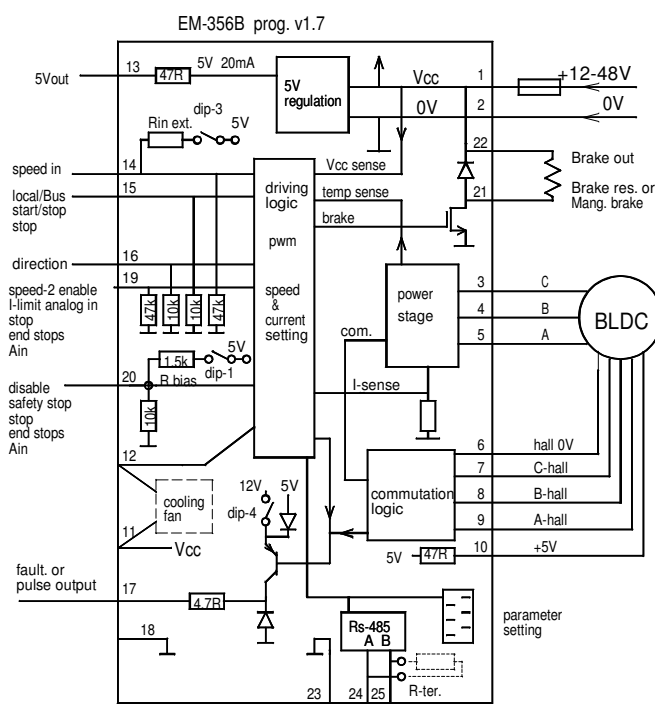 EM-356B prog. v1.7
5Vout
13
47R
5V 20mA
5V
regulation
Vcc
1
+12-48V
0V
2
0V
Rin ext.
dip-3
5V
22
Brake out
speed in
14
Vcc sense
21
Brake res. or
Mang. brake
local/Bus
start/stop
stop
15
driving
logic
pwm
speed
&
current
setting
temp sense
brake
direction
16
speed-2 enable
I-limit analog in
stop
end stops
Ain
19
47k
10k
10k
47k
power
stage
3
C
4
B
5
A
BLDC
com.
5V
1.5k
R bias
dip-1
I-sense
20
disable
safety stop
stop
end stops
Ain
10k
12
cooling
fan
11
Vcc
12V
5V
dip-4
commutation
logic
6
hall 0V
7
C-hall
8
B-hall
9
A-hall
5V
47R
10
+5V
fault. or
pulse output
17
4.7R
18
Rs-485
A B
parameter
setting
R-ter.
23
24
25